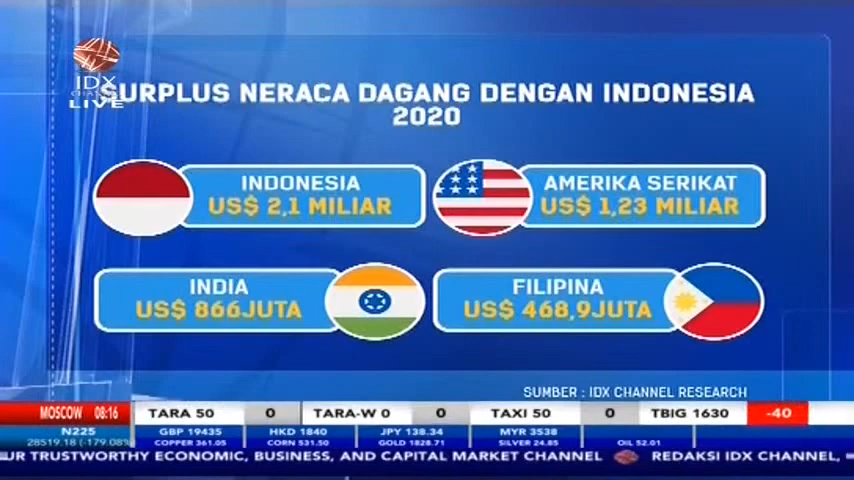 IDX
CHANNEL
LIVE
SURPLUS NERACA DAGANG DENGAN INDONESIA
2020
INDONESIA
US$ 2,1 MILIAR
AMERIKA SERIKAT
US$ 1,23 MILIAR
INDIA
US$ 866JUTA
FILIPINA
US$ 468,9JUTA
SUMBER : IDX CHANNEL RESEARCH
MOSCOW 08:16 TARA 50 0 TARA-W 0 0 TAXI 50 0 TBIG 1630 -40
N225 GBP 19435 HKD 1840 JPY 138.34 MYR 3538
28519.18 (-179.08%) COPPER 361.05 CORN 531.50 GOLD 1828.71 SILVER 24.85 OIL 52.01
UR TRUSTWORTHY ECONOMIC, BUSINESS, AND CAPITAL MARKET CHANNEL REDAKSI IDX CHANNEL,